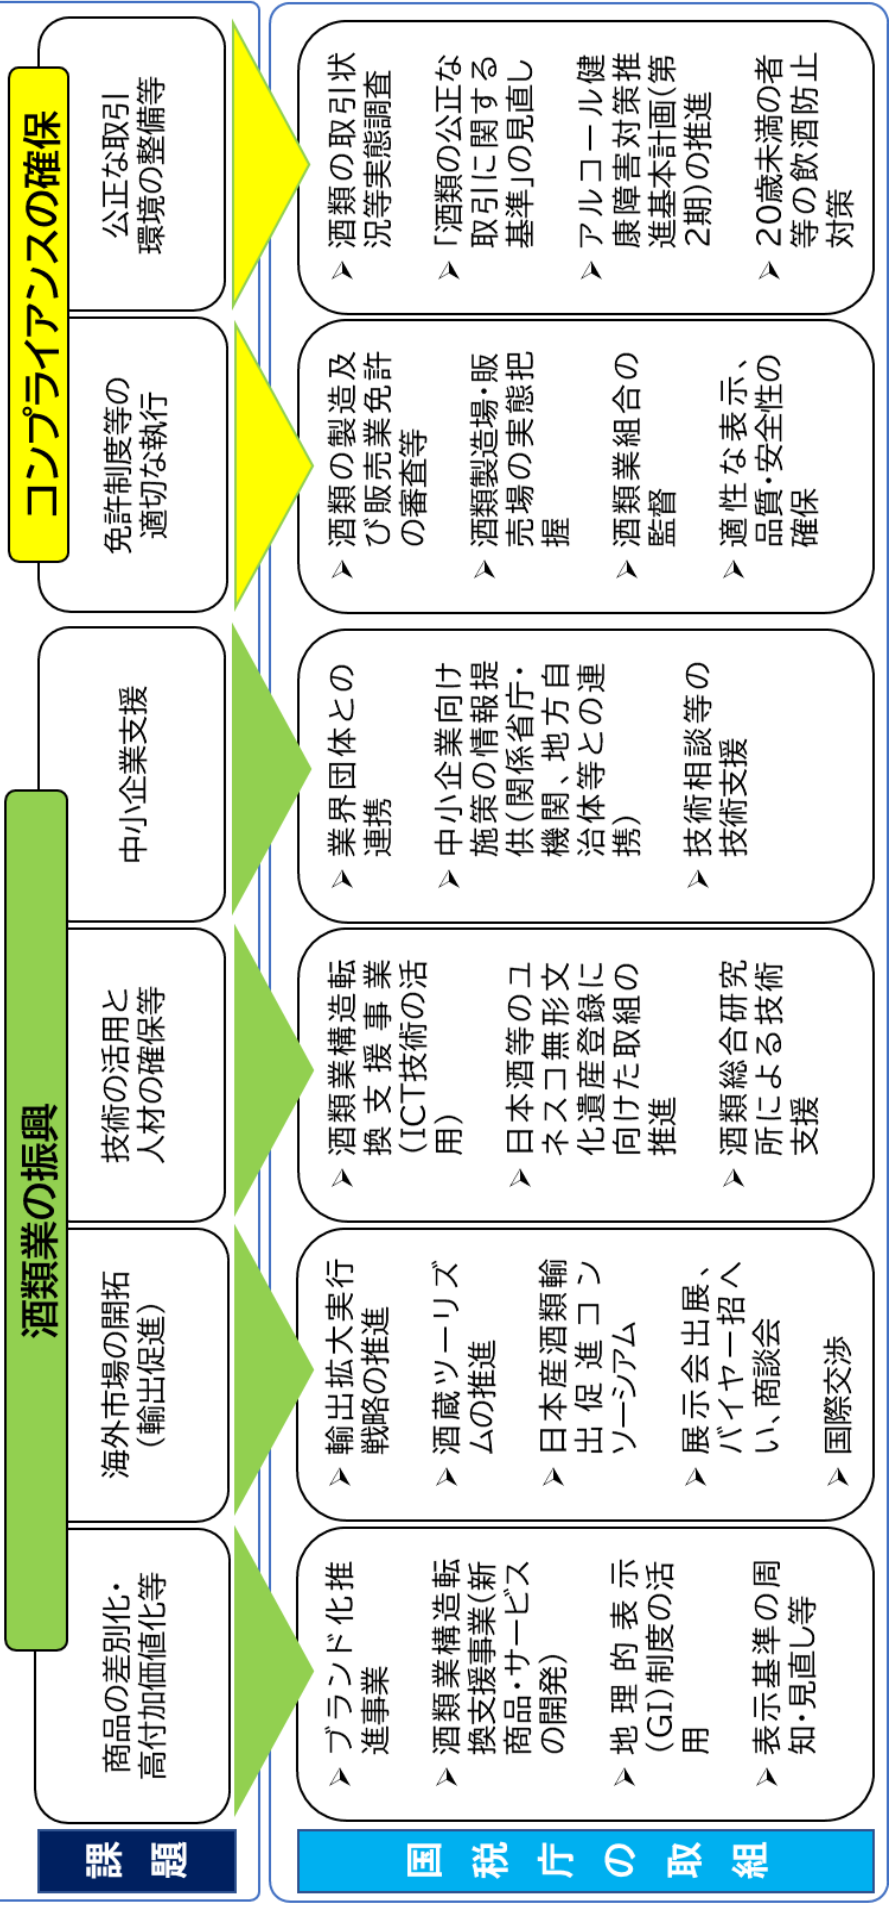 酒類業の振興
コンプライアンスの確保
課題
商品の差別化・
高付加価値化等
海外市場の開拓
（輸出促進）
技術の活用と
人材の確保等
中小企業支援
免許制度等の
適切な執行
公正な取引
環境の整備等
国税庁の取組
➢ ブランド化推
進事業
➢ 酒類業構造転
換支援事業（新
商品・サービス
の開発）
➢ 地理的表示
（GI）制度の活
用
➢ 表示基準の周
知・見直し等
➢ 輸出拡大実行
戦略の推進
➢ 酒蔵ツーリズ
ムの推進
➢ 日本産酒類輸
出促進コン
ソーシアム
➢ 展示会出展、
バイヤー招へ
い、商談会
➢ 国際交渉
➢ 酒類業構造転
換支援事業
（ICT技術の活
用）
➢ 日本酒等のユ
ネスコ無形文
化遺産登録に
向けた取組の
推進
➢ 酒類総合研究
所による技術
支援
➢ 業界団体との
連携
➢ 中小企業向け
施策の情報提
供（関係省庁・
機関、地方自
治体等との連
携）
➢ 技術相談等の
技術支援
➢ 酒類の製造及
び販売業免許
の審査等
➢ 酒類製造場・販
売場の実態把
握
➢ 酒類業組合の
監督
➢ 適性な表示、
品質・安全性の
確保
➢ 酒類の取引状
況等実態調査
➢ 「酒類の公正な
取引に関する
基準」の見直し
➢ アルコール健
康障害対策推
進基本計画（第
2期）の推進
➢ 20歳未満の者
等の飲酒防止
対策